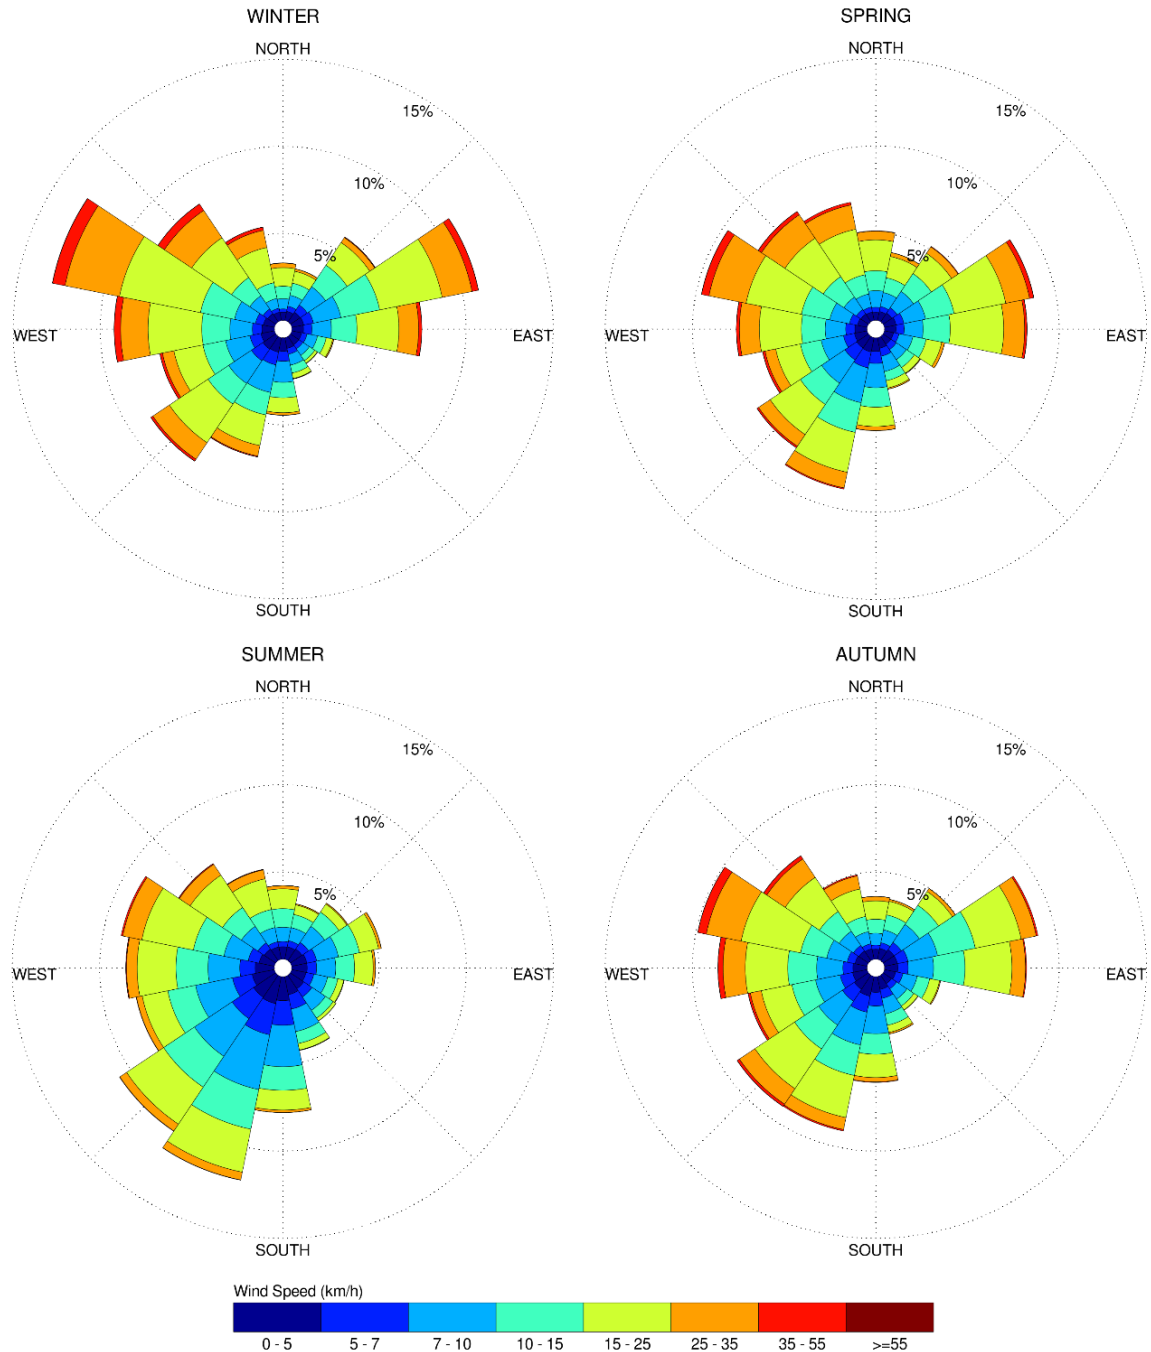 WINTER
NORTH
15%
10%
5%
WEST
EAST
SOUTH
SPRING
NORTH
15%
10%
5%
WEST
EAST
SOUTH
SUMMER
NORTH
15%
10%
5%
WEST
EAST
SOUTH
AUTUMN
NORTH
15%
10%
5%
WEST
EAST
SOUTH
Wind Speed (km/h)
0 - 5 5 - 7 7 - 10 10 - 15 15 - 25 25 - 35 35 - 55 >=55